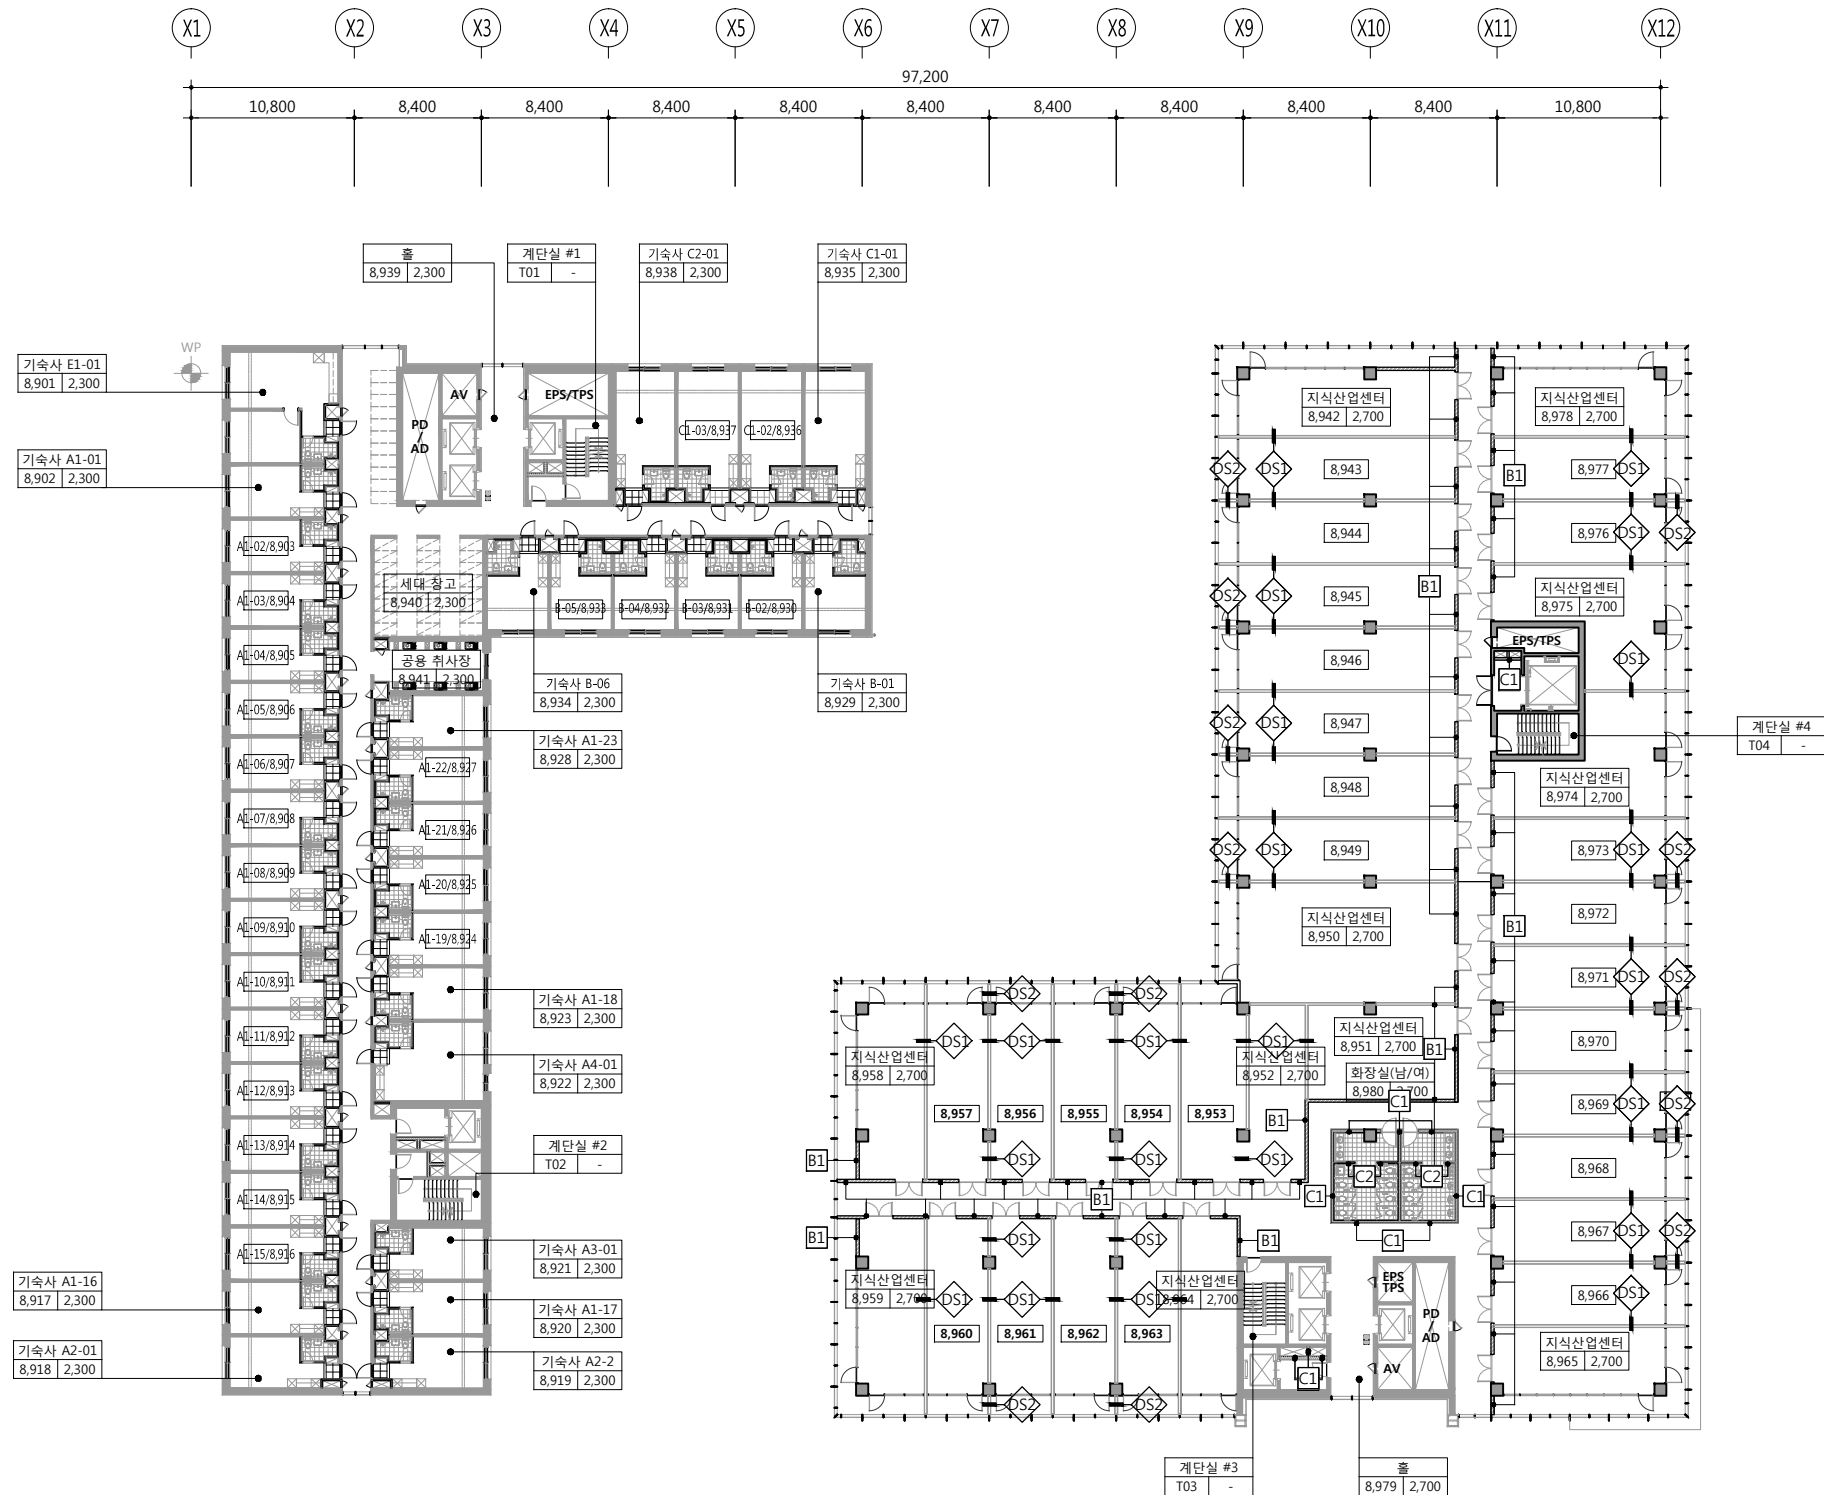 X1 X2 X3 X4 X5 X6 X7 X8 X9 X10 X11 X12
97,200
10,800 8,400 8,400 8,400 8,400 8,400 8,400 8,400 8,400 8,400 10,800
홀
8,939 2,300
계단실 #1
T01 -
기숙사 C2-01
8,938 2,300
기숙사 C1-01
8,935 2,300
WP
기숙사 E1-01
8,901 2,300
AV
EPS/TPS
PD
/
AD
C1-03/8,937
C1-02/8,936
기숙사 A1-01
8,902 2,300
A1-02/8,903
A1-03/8,904
A1-04/8,905
A1-05/8,906
A1-06/8,907
A1-07/8,908
A1-08/8,909
A1-09/8,910
A1-10/8,911
A1-11/8,912
A1-12/8,913
A1-13/8,914
A1-14/8,915
A1-15/8,916
기숙사 A1-16
8,917 2,300
기숙사 A2-01
8,918 2,300
세대 창고
8,940 2,300
공용 취사장
8,941 2,300
B-05/8,933
B-04/8,932
B-03/8,931
B-02/8,930
기숙사 B-06
8,934 2,300
기숙사 B-01
8,929 2,300
기숙사 A1-23
8,928 2,300
A1-22/8,927
A1-21/8,926
A1-20/8,925
A1-19/8,924
기숙사 A1-18
8,923 2,300
기숙사 A4-01
8,922 2,300
계단실 #2
T02 -
기숙사 A3-01
8,921 2,300
기숙사 A1-17
8,920 2,300
기숙사 A2-2
8,919 2,300
지식산업센터
8,942 2,700
DS2 DS1 8,943
8,944
DS2 DS1 8,945
B1
8,946
DS2 DS1 8,947
8,948
DS2 DS1 8,949
지식산업센터
8,950 2,700
지식산업센터
8,978 2,700
B1
8,977 DS1
8,976 DS1 DS2
지식산업센터
8,975 2,700
EPS/TPS
C1
DS1
계단실 #4
T04 -
지식산업센터
8,974 2,700
8,973 DS1 DS2
8,972
B1
8,971 DS1 DS2
8,970
8,969 DS1 DS2
8,968
8,967 DS1 DS2
8,966 DS1
지식산업센터
8,965 2,700
DS2 DS2
DS1 DS1 DS1 DS1
지식산업센터
8,958 2,700
지식산업센터
8,952 2,700
지식산업센터
8,951 2,700
B1
화장실(남/여)
8,980 2,700
C1
8,957 8,956 8,955 8,954 8,953
B1
B1
DS1 DS1 DS1
C2 C2
C1 C1
B1
C1
B1
DS1 DS1
B1
지식산업센터
8,959 2,700
지식산업센터
8,964 2,700
DS1 DS1 DS1
8,960 8,961 8,962 8,963
EPS
TPS
PD
/
AD
AV
C1
DS2 DS2
계단실 #3
T03 -
홀
8,979 2,700